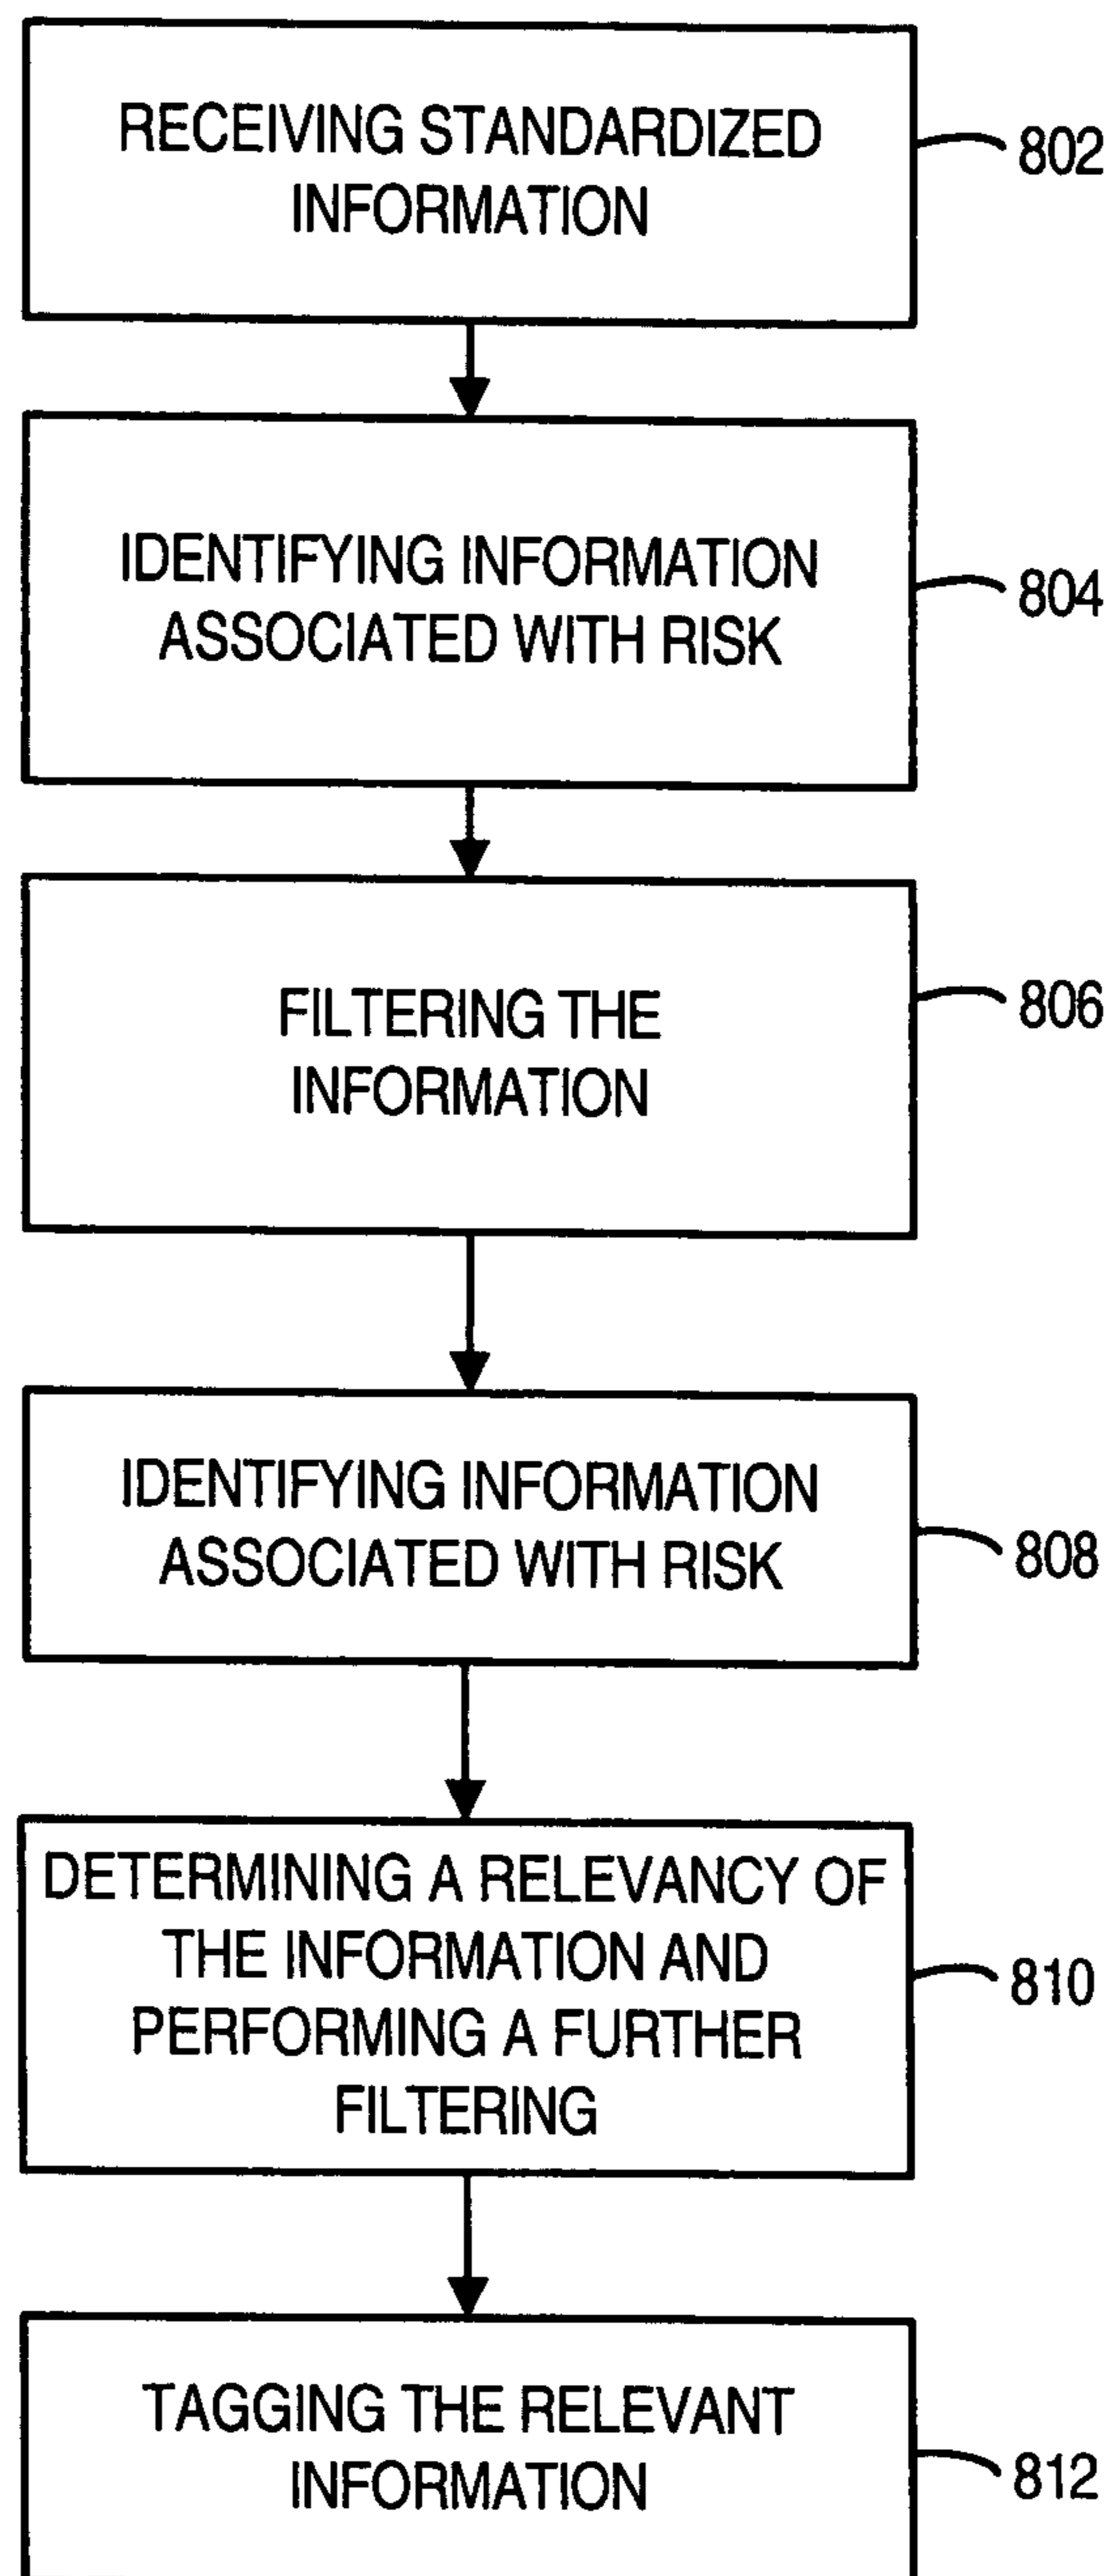 RECEIVING STANDARDIZED
INFORMATION
802
IDENTIFYING INFORMATION
ASSOCIATED WITH RISK
804
FILTERING THE
INFORMATION
806
IDENTIFYING INFORMATION
ASSOCIATED WITH RISK
808
DETERMINING A RELEVANCY OF
THE INFORMATION AND
PERFORMING A FURTHER
FILTERING
810
TAGGING THE RELEVANT
INFORMATION
812